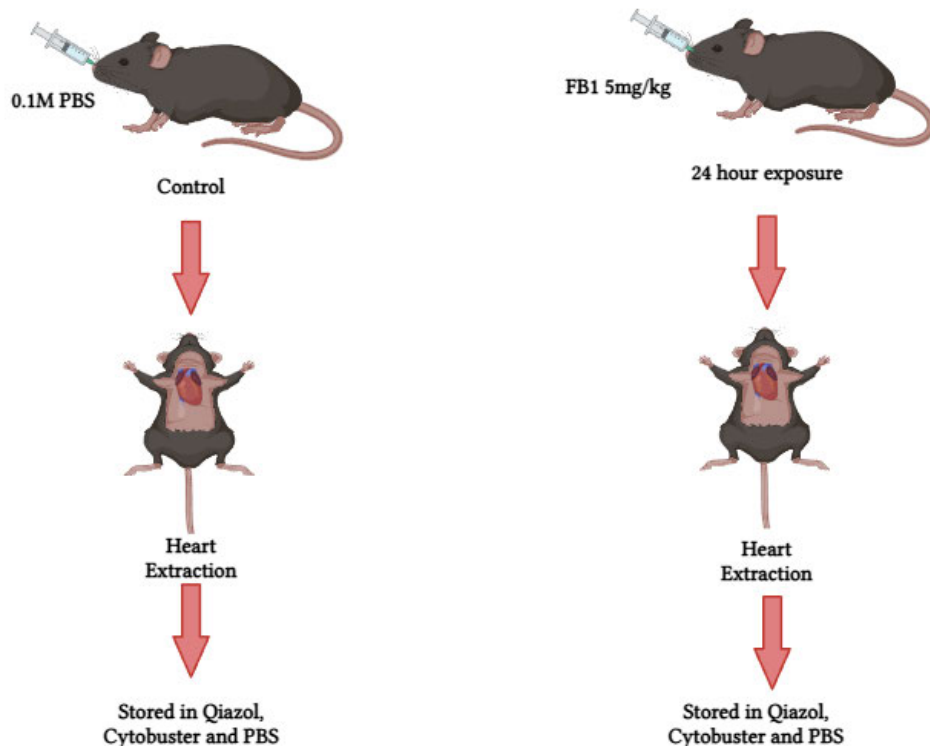 0.1M PBS
Control
Heart
Extraction
Stored in Qiazol,
Cytobuster and PBS
FB1 5mg/kg
24 hour exposure
Heart
Extraction
Stored in Qiazol,
Cytobuster and PBS